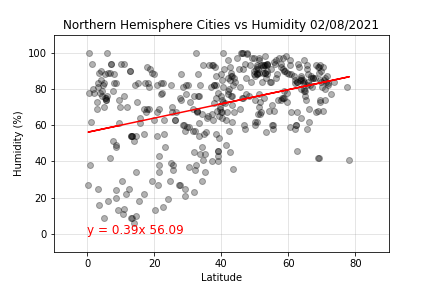 Northern Hemisphere Cities vs Humidity 02/08/2021
100
80
60
40
20
0
Humidity (%)
y = 0.39x 56.09
0 20 40 60 80
Latitude